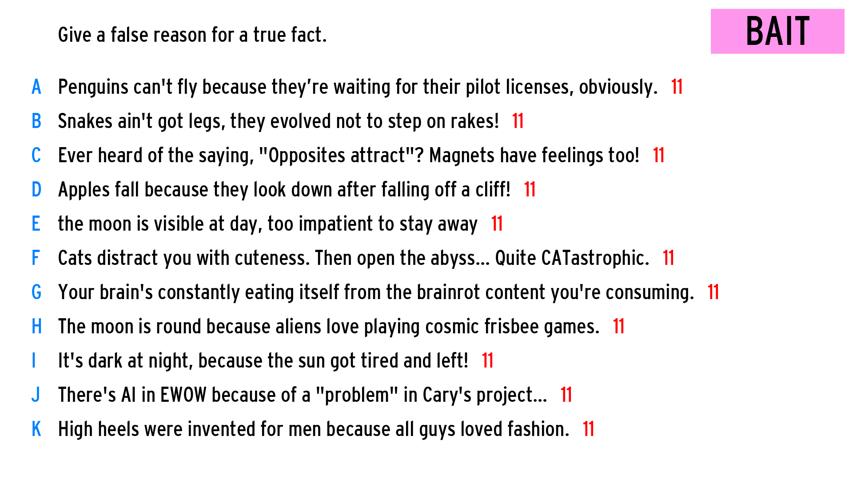 Give a false reason for a true fact.
BAIT
A Penguins can't fly because they’re waiting for their pilot licenses, obviously. 11
B Snakes ain't got legs, they evolved not to step on rakes! 11
C Ever heard of the saying, "Opposites attract"? Magnets have feelings too! 11
D Apples fall because they look down after falling off a cliff! 11
E the moon is visible at day, too impatient to stay away 11
F Cats distract you with cuteness. Then open the abyss... Quite CATastrophic. 11
G Your brain's constantly eating itself from the brainrot content you're consuming. 11
H The moon is round because aliens love playing cosmic frisbee games. 11
I It's dark at night, because the sun got tired and left! 11
J There's AI in EWOW because of a "problem" in Cary's project... 11
K High heels were invented for men because all guys loved fashion. 11